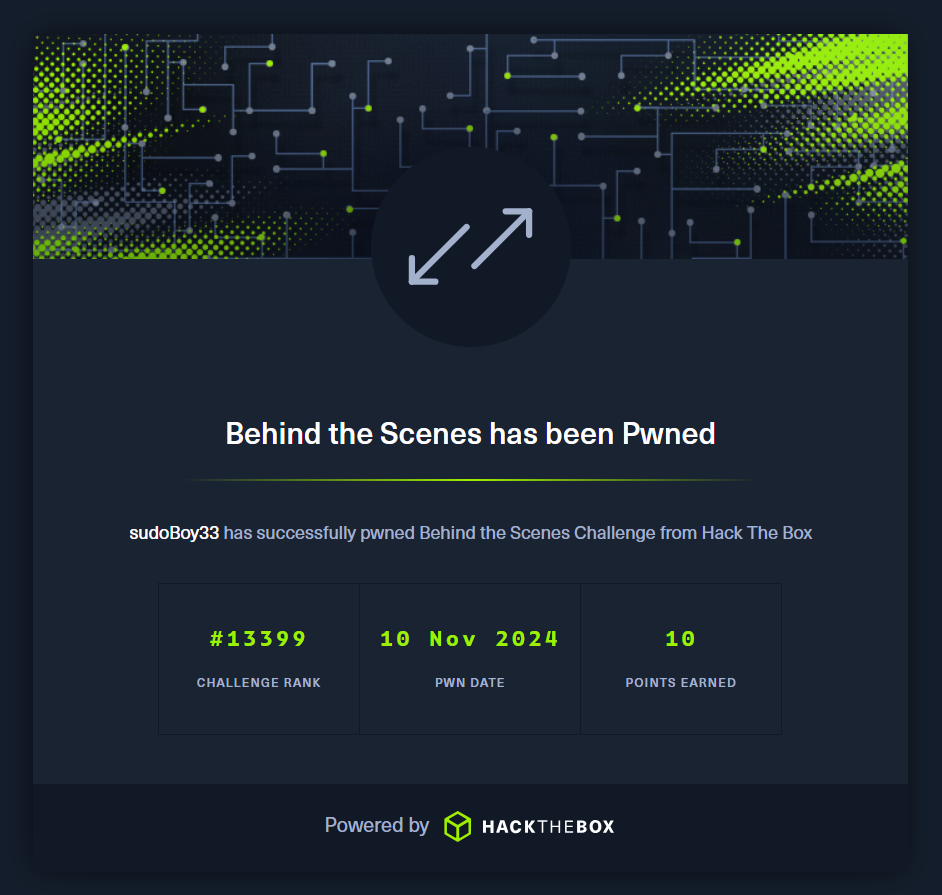 Behind the Scenes has been Pwned
sudoBoy33 has successfully pwned Behind the Scenes Challenge from Hack The Box
#13399 10 Nov 2024 10
CHALLENGE RANK PWN DATE POINTS EARNED
Powered by HACKTHEBOX